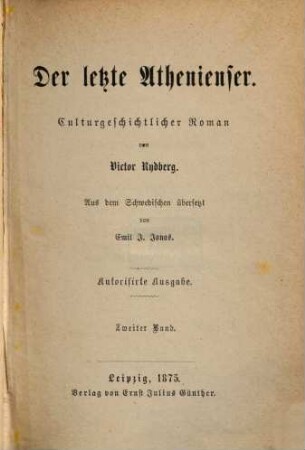 Der letzte Athenienser.
Culturgeschichtlicher Roman
von
Victor Rydberg.
Aus dem Schwedischen übersetzt
von
Emil J. Jonas.
Autorisirte Ausgabe.
Zweiter Band.
Leipzig, 1875.
Verlag von Ernst Julius Günther.